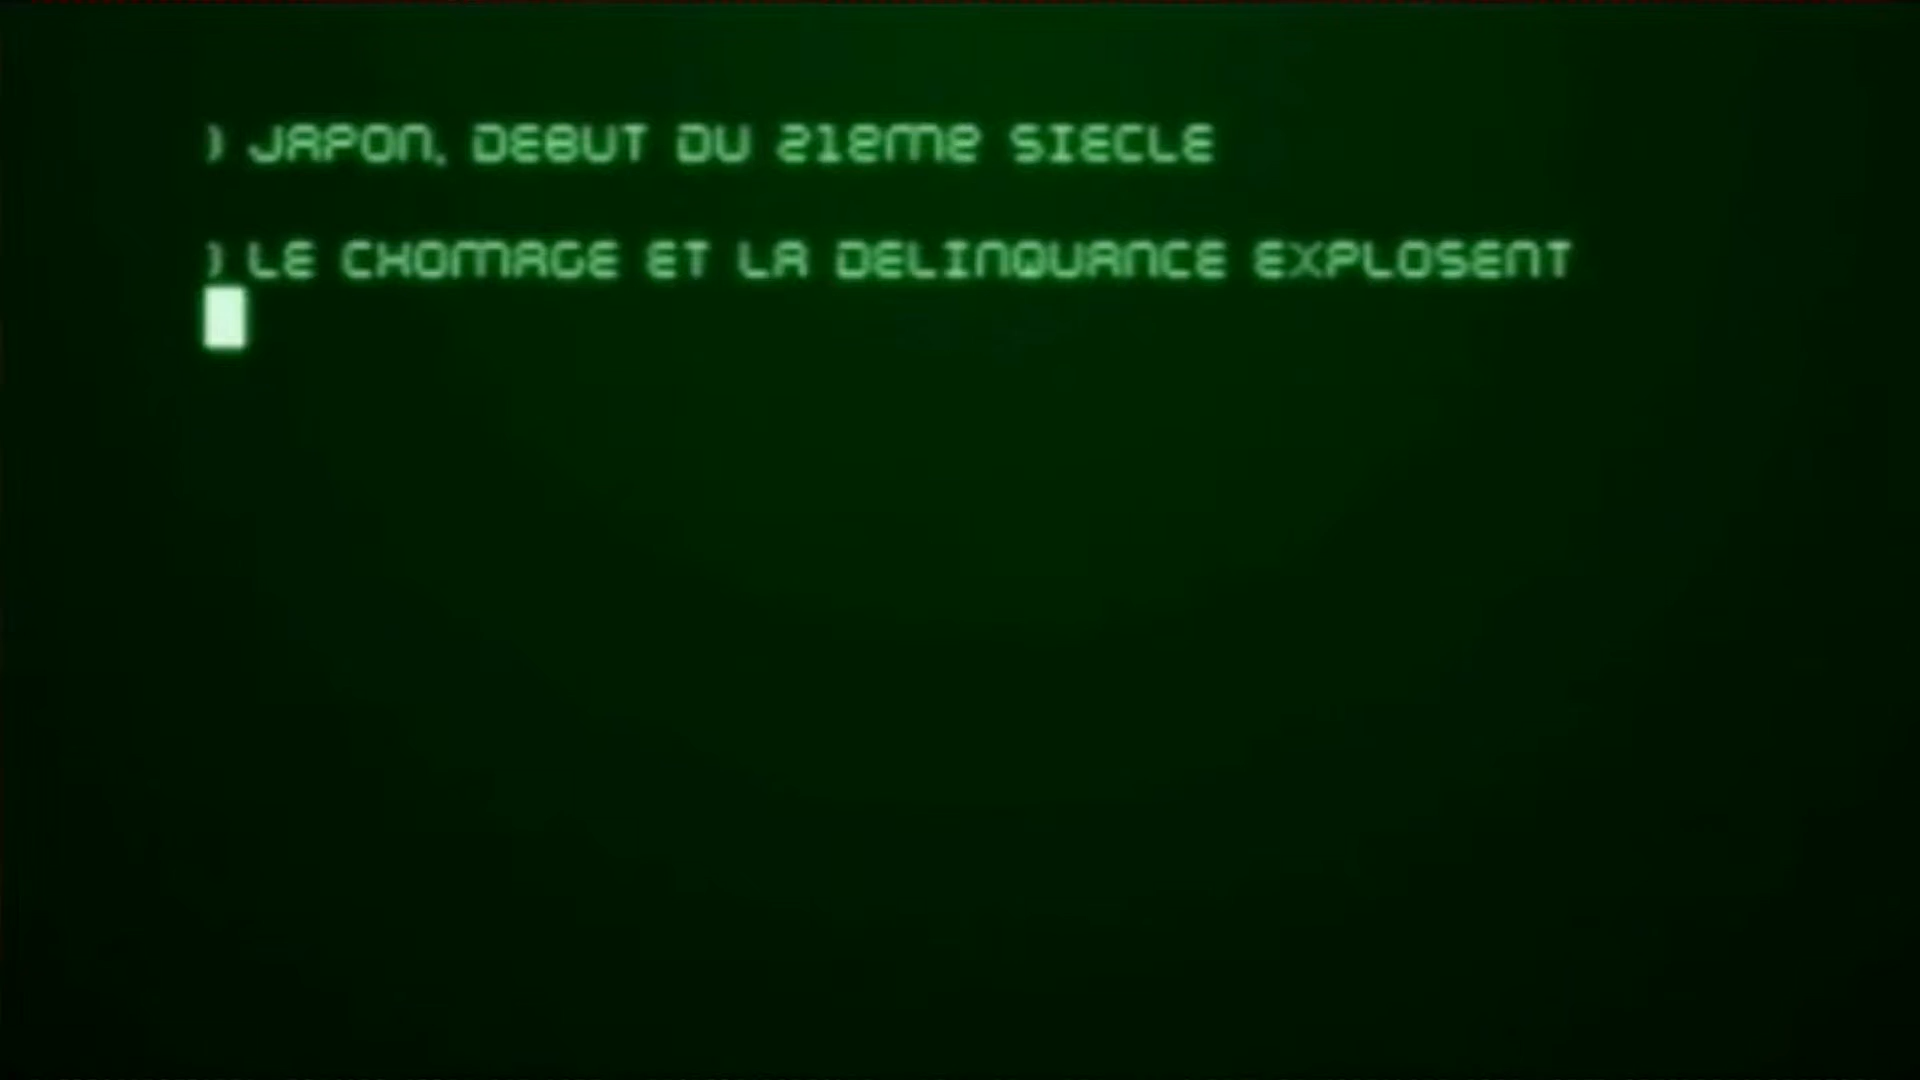 ) JAPON, DEBUT DU 21eme SIECLE
) LE CHOMAGE ET LA DELINQUANCE EXPLOSENT